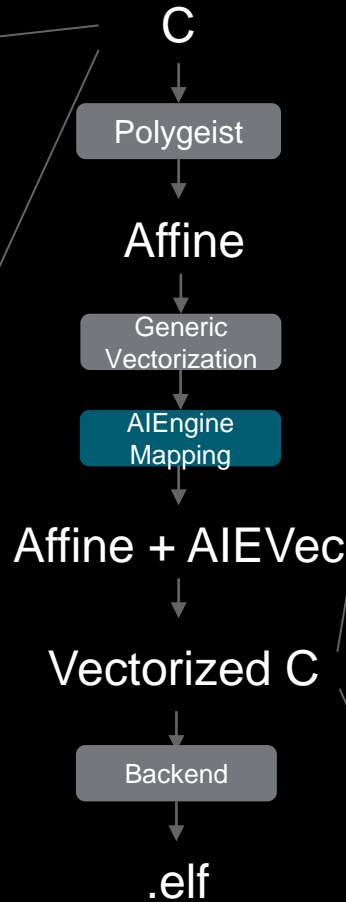 C
Polygeist
Affine
Generic
Vectorization
AIEngine
Mapping
Affine + AIEVec
Vectorized C
Backend
.elf